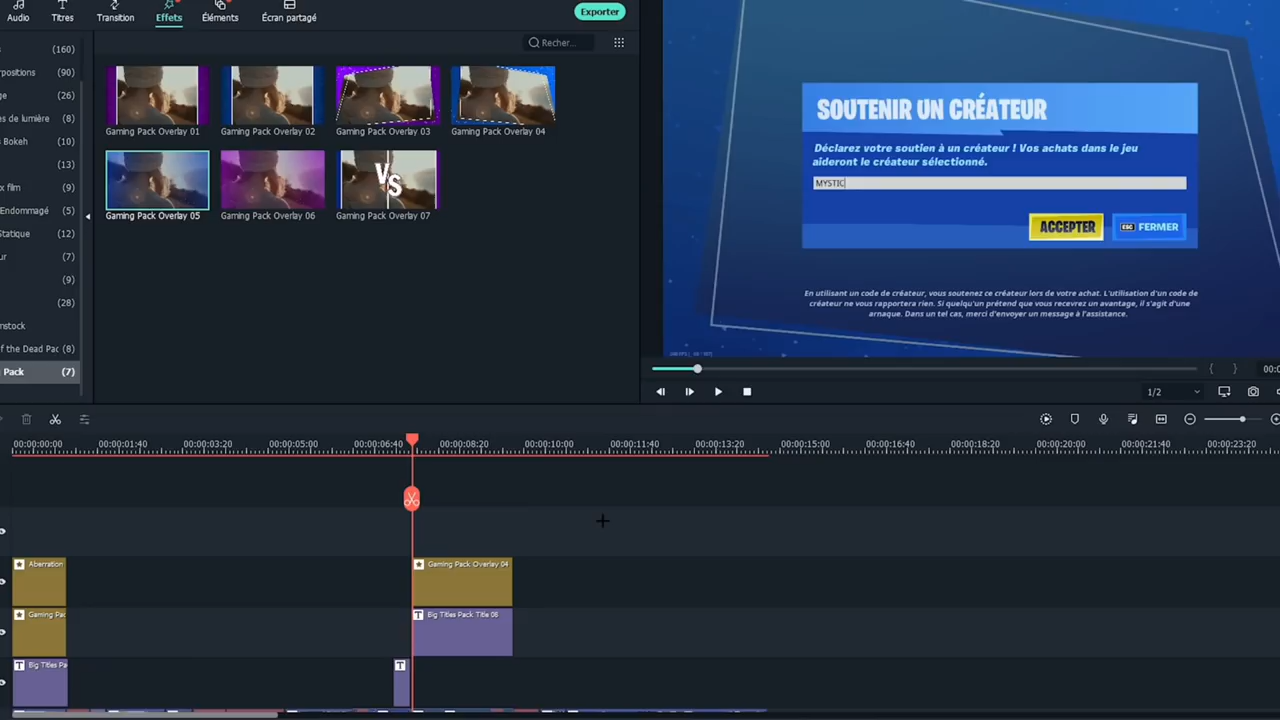 Audio
Titres
Transition
Effets
Éléments
Écran partagé
Exporter
Recher...
(160)
positions (90)
ge (26)
es de lumière (8)
s Bokeh
(13)
x film (9)
Endommagé (5)
Statique (12)
ur (7)
(9)
(28)
mstock
of the Dead Pac (8)
Pack (7)
Gaming Pack Overlay 01
Gaming Pack Overlay 02
Gaming Pack Overlay 03
Gaming Pack Overlay 04
VS
Gaming Pack Overlay 05
Gaming Pack Overlay 06
Gaming Pack Overlay 07
SOUTENIR UN CRÉATEUR
Déclarez votre soutien à un créateur ! Vos achats dans le jeu
aideront le créateur sélectionné.
MYSTIC
ACCEPTER
ESC FERMER
En utilisant un code de créateur, vous soutenez ce créateur lors de votre achat. L'utilisation d'un code de
créateur ne vous rapportera rien. Si quelqu'un prétend que vous recevrez un avantage, il s'agit d'une
arnaque. Dans un tel cas, merci d'envoyer un message à l'assistance.
00:0
1/2
00:00:00:00
00:00:01:40
00:00:03:20
00:00:05:00
00:00:06:40
00:00:08:20
00:00:10:00
00:00:11:40
00:00:13:20
00:00:15:00
00:00:16:40
00:00:18:20
00:00:20:00
00:00:21:40
00:00:23:20
Aberration
Gaming Pack Overlay 04
Gaming Pac
T Big Titles Pack Title 08
T Big Titles Pa
T